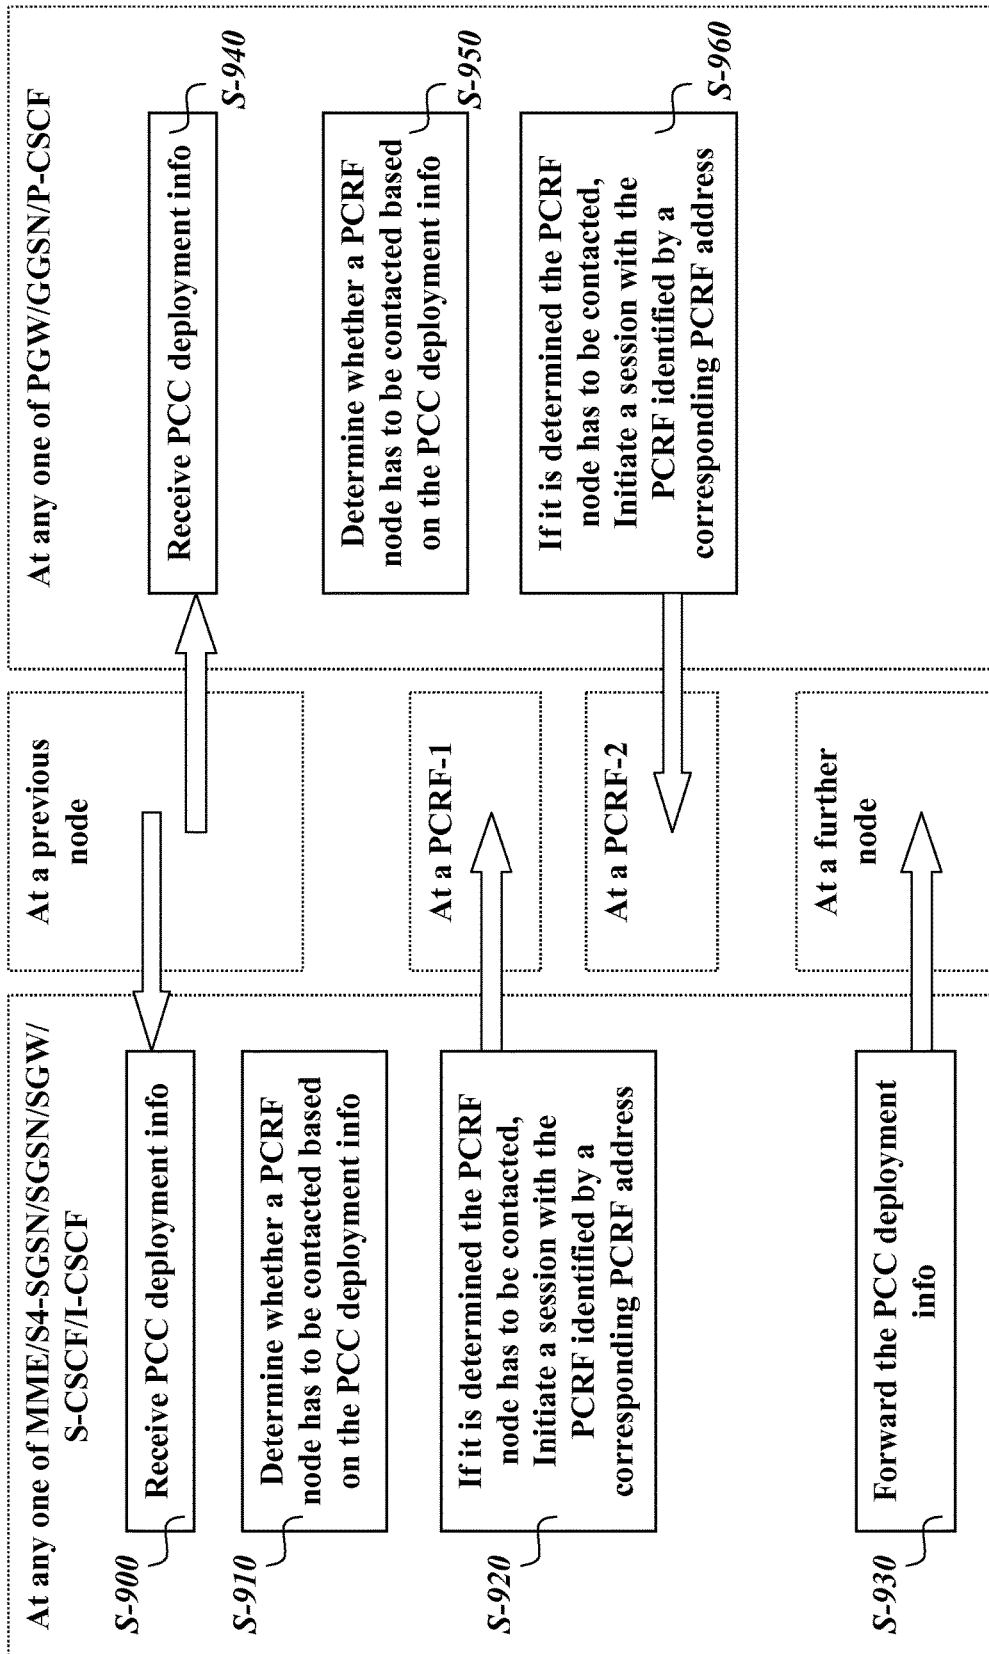 At any one of MME/S4-SGSN/SGSN/SGW/
S-CSCF/I-CSCF
S-900
Receive PCC deployment info
S-910
Determine whether a PCRF
node has to be contacted based
on the PCC deployment info
S-920
If it is determined the PCRF
node has to be contacted,
Initiate a session with the
PCRF identified by a
corresponding PCRF address
S-930
Forward the PCC deployment
info
At a previous
node
At a PCRF-1
At a PCRF-2
At a further
node
At any one of PGW/GGSN/P-CSCF
Receive PCC deployment info
S-940
Determine whether a PCRF
node has to be contacted based
on the PCC deployment info
S-950
If it is determined the PCRF
node has to be contacted,
Initiate a session with the
PCRF identified by a
corresponding PCRF address
S-960